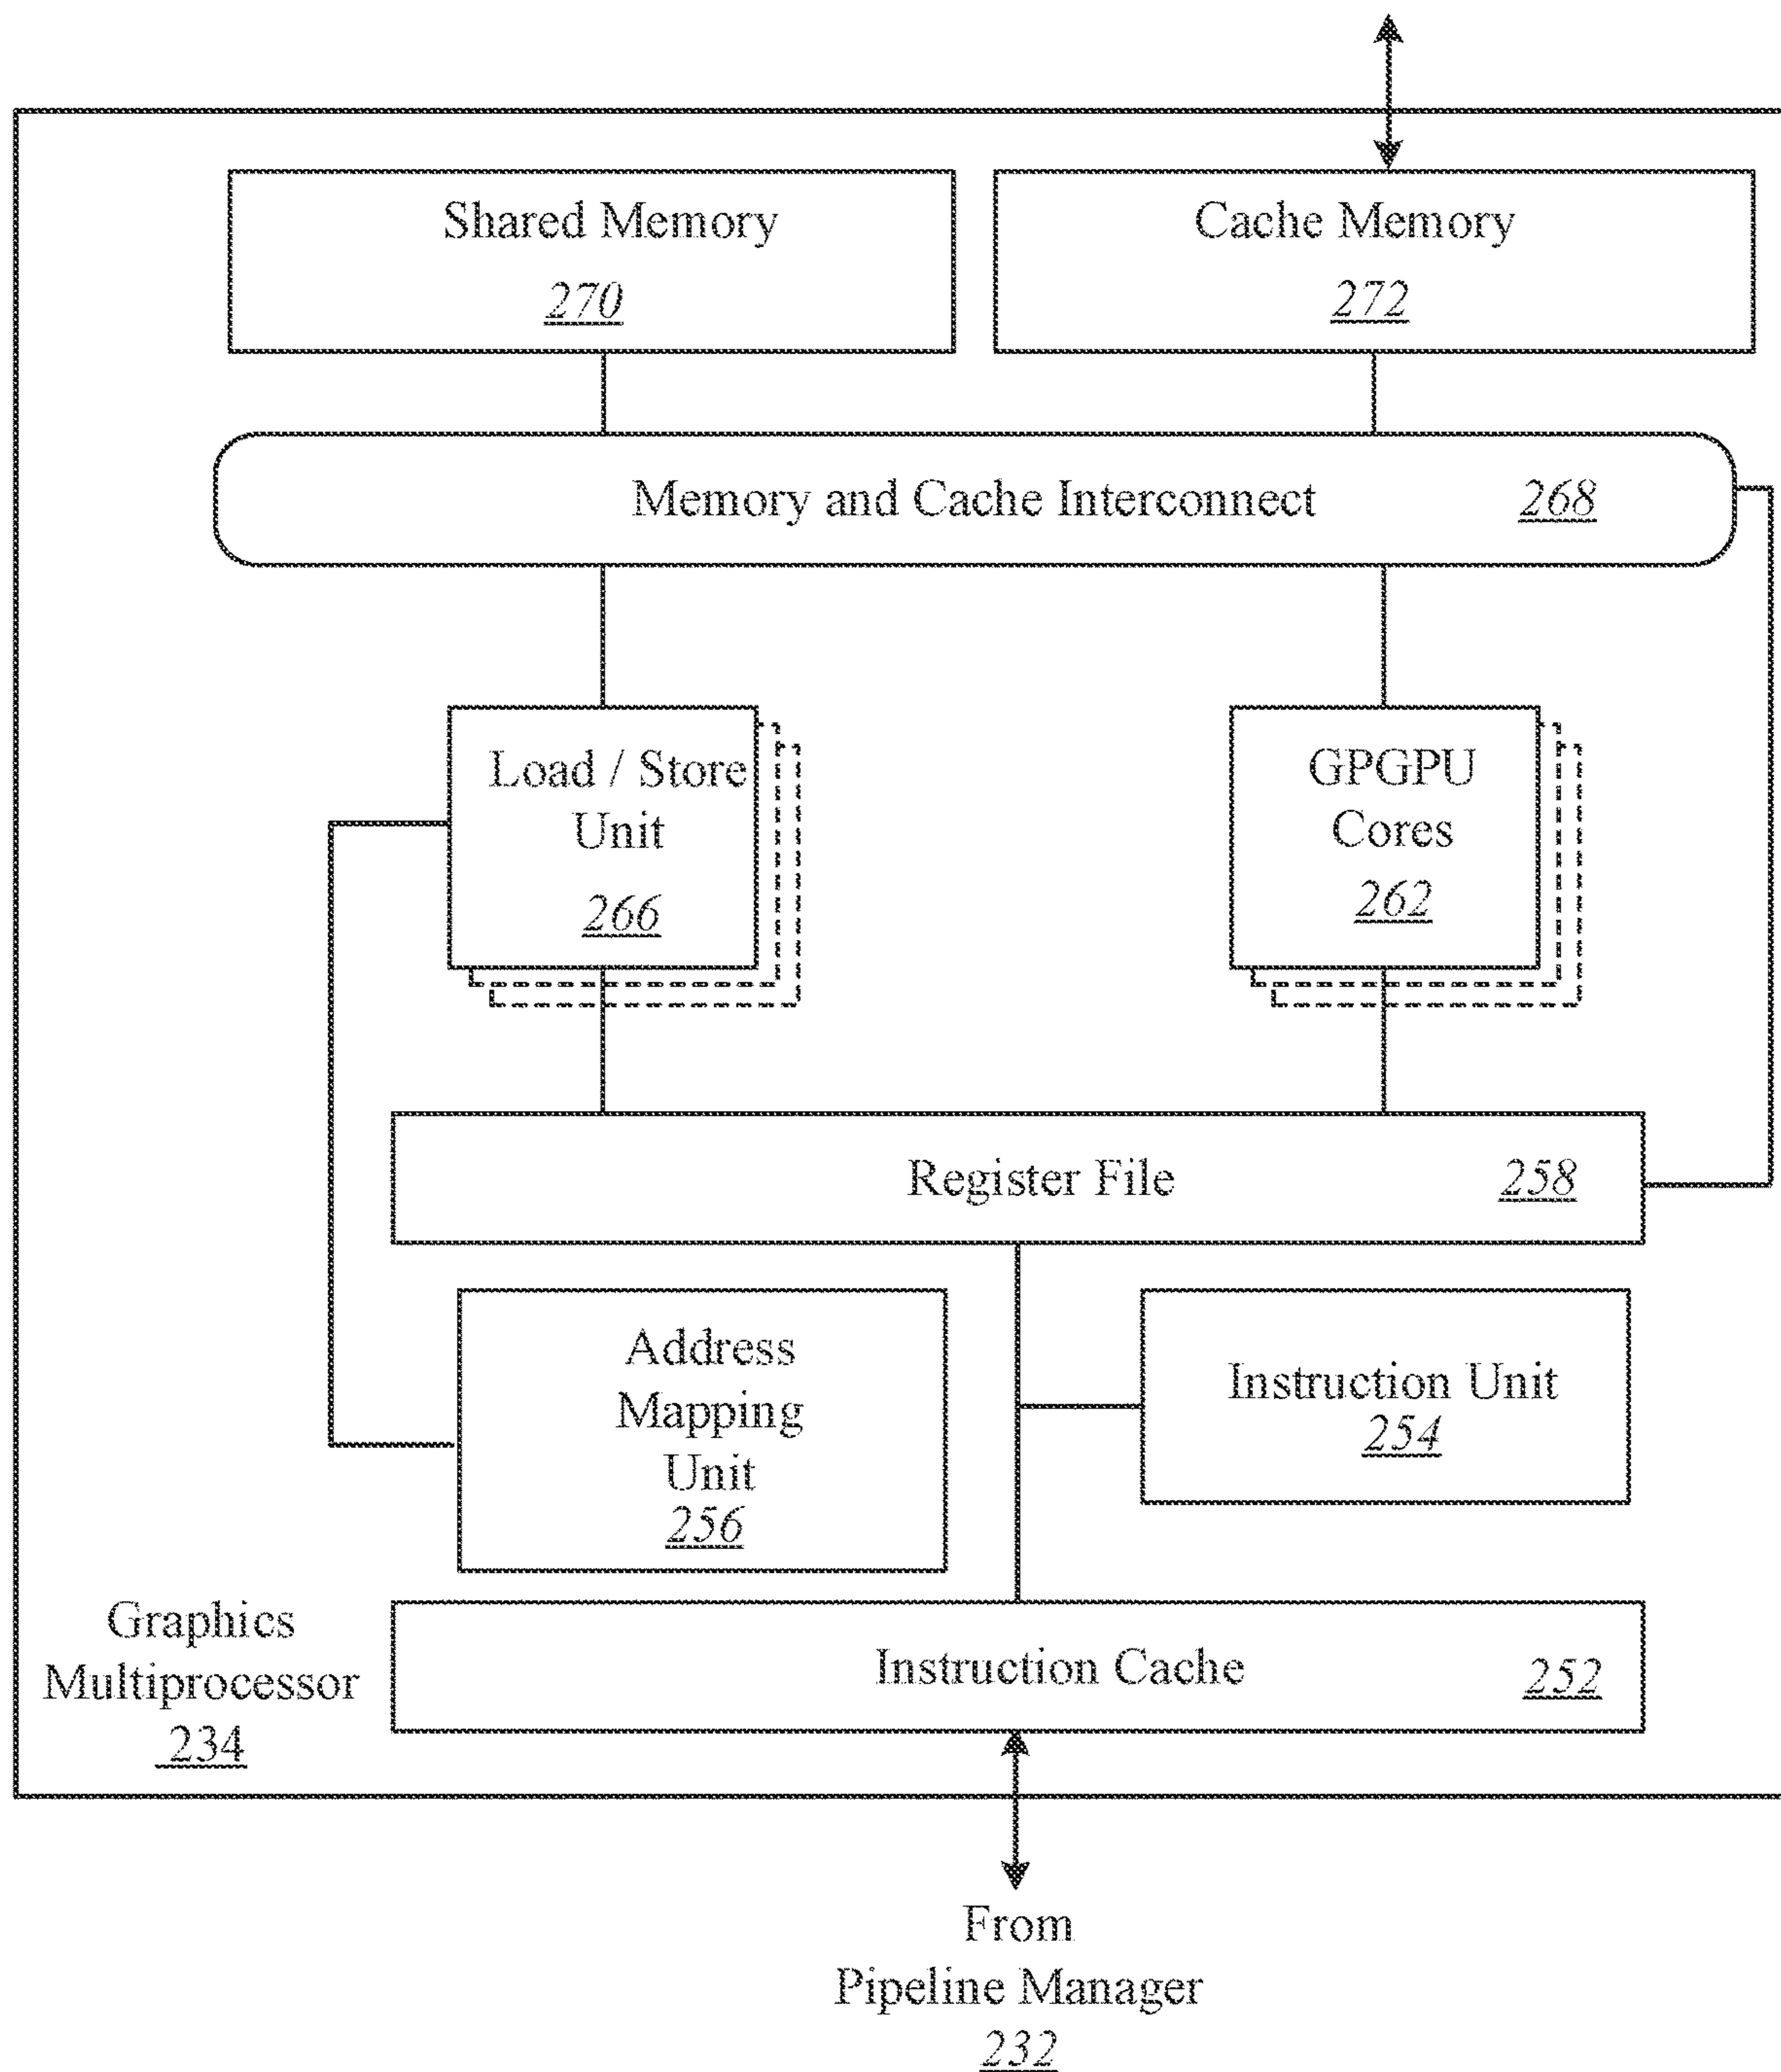 Shared Memory
270
Cache Memory
272
Memory and Cache Interconnect 268
Load / Store
Unit
266
GPGPU
Cores
262
Register File 258
Address
Mapping
Unit
256
Instruction Unit
254
Graphics
Multiprocessor
234
Instruction Cache 252
From
Pipeline Manager
232